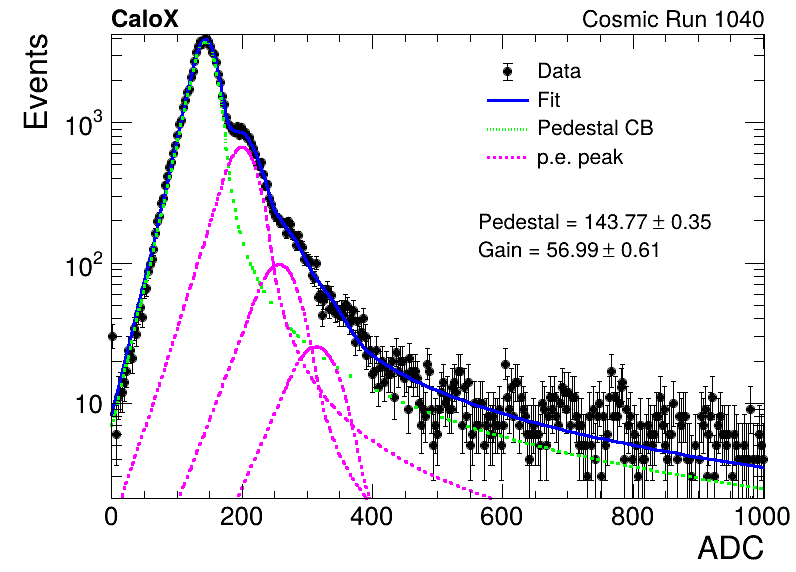 CaloX Cosmic Run 1040
Events
Data
Fit
Pedestal CB
p.e. peak
Pedestal = 143.77 ± 0.35
Gain = 56.99 ± 0.61
10³
10²
10
0 200 400 600 800 1000
ADC